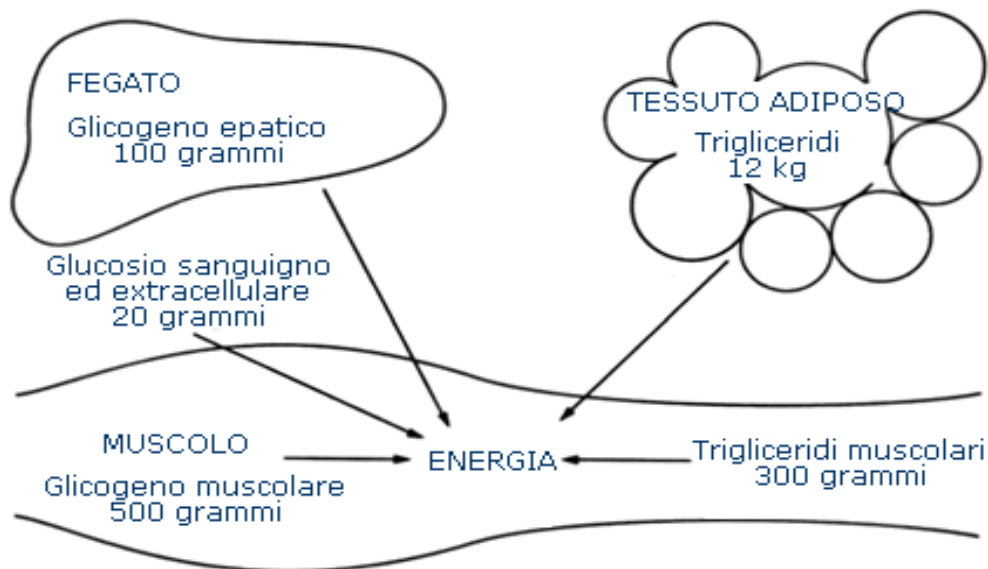 FEGATO
Glicogeno epatico
100 grammi
TESSUTO ADIPOSO
Trigliceridi
12 kg
Glucosio sanguigno
ed extracellulare
20 grammi
MUSCOLO
Glicogeno muscolare
500 grammi
ENERGIA
Trigliceridi muscolari
300 grammi